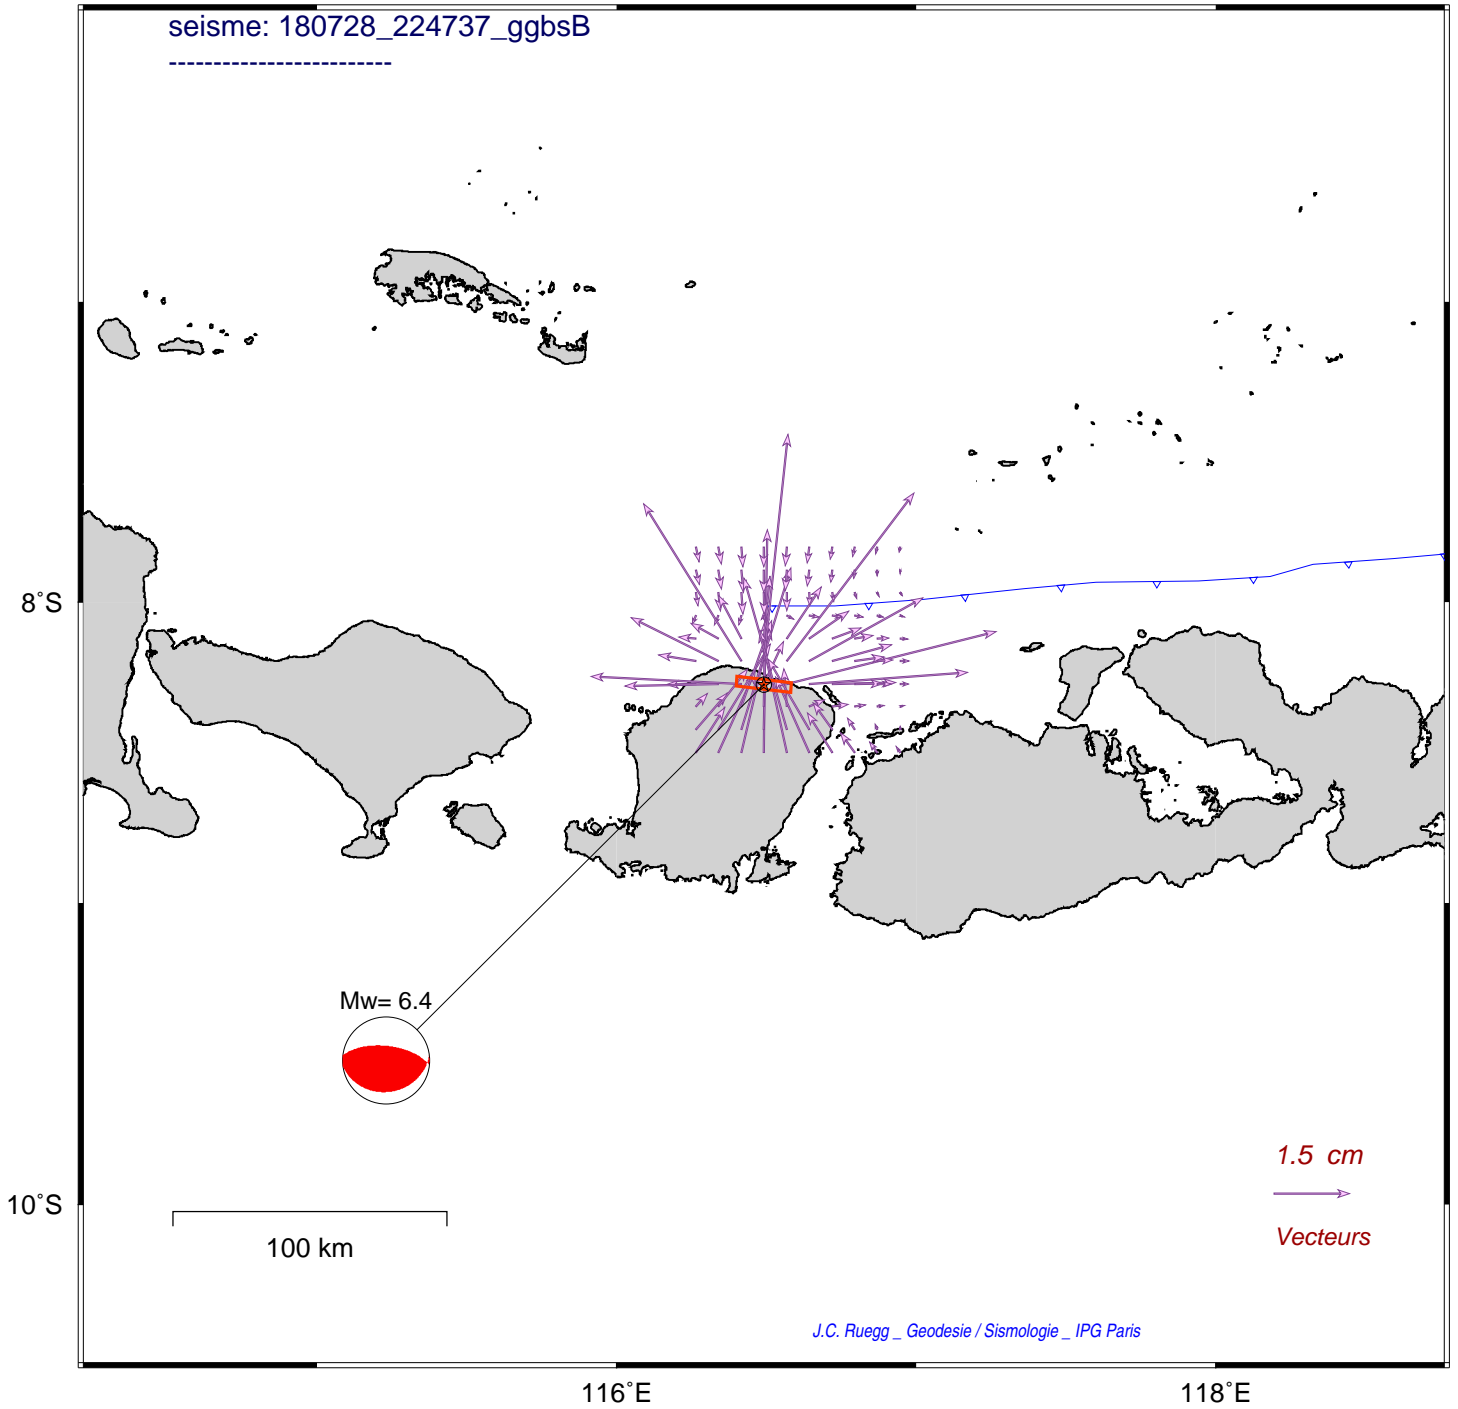 seisme: 180728_224737_ggbsB
-------------------------
8˚S
Mw= 6.4
1.5 cm
10˚S
Vecteurs
100 km
J.C. Ruegg _ Geodesie / Sismologie _ IPG Paris
116˚E
118˚E